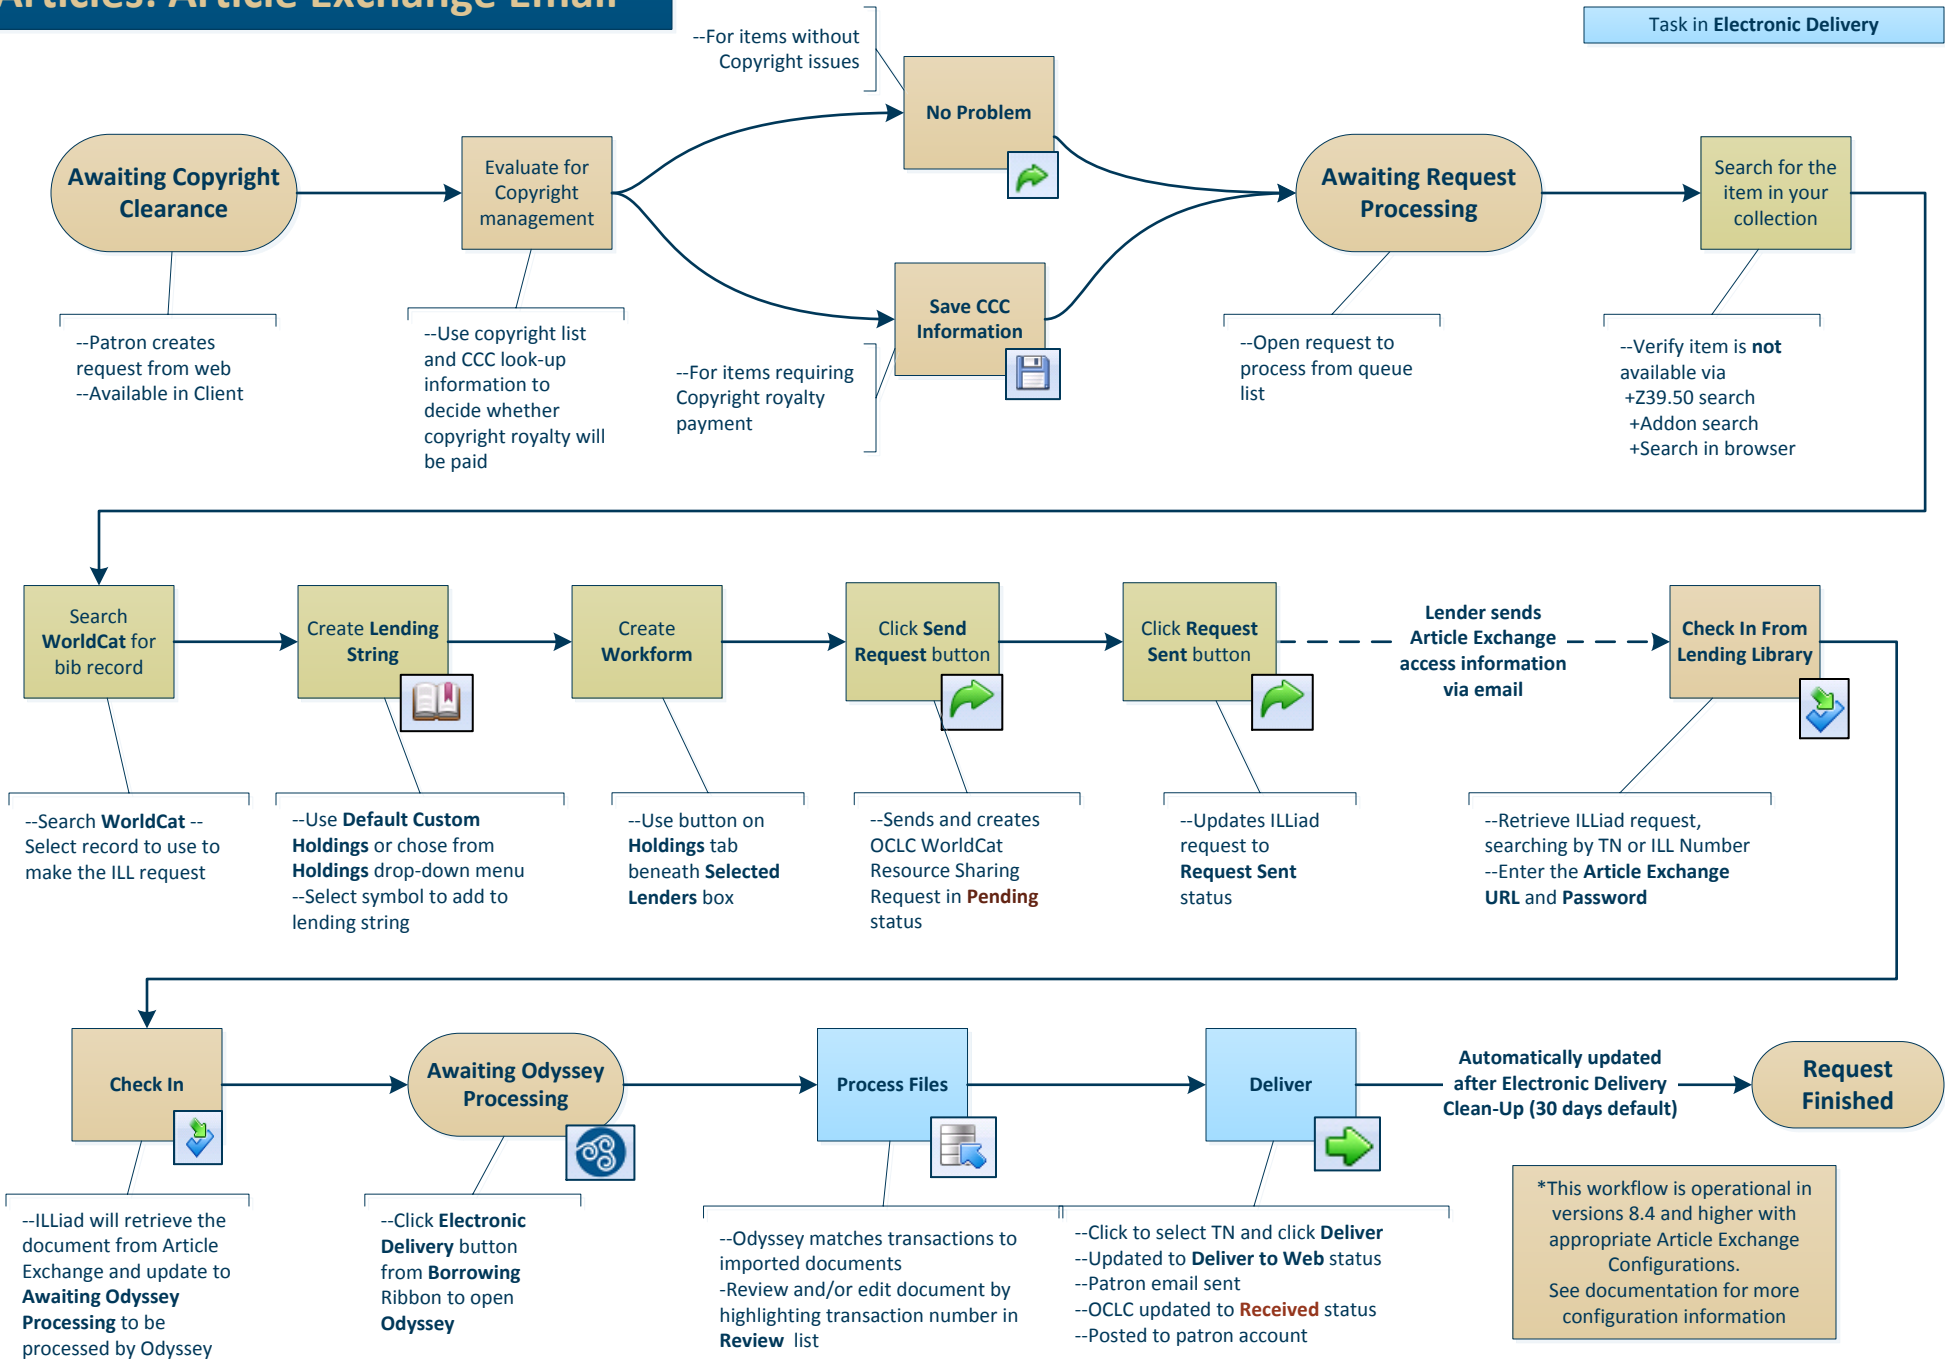 Articles: Article Exchange Email
Task in Electronic Delivery
--For items without
Copyright issues
No Problem
Awaiting Copyright
Clearance
Evaluate for
Copyright
management
Awaiting Request
Processing
Search for the
item in your
collection
Save CCC
Information
--Patron creates
request from web
--Available in Client
--Use copyright list
and CCC look-up
information to
decide whether
copyright royalty will
be paid
--For items requiring
Copyright royalty
payment
--Open request to
process from queue
list
--Verify item is not
available via
+Z39.50 search
+Addon search
+Search in browser
Search
WorldCat for
bib record
Create Lending
String
Create
Workform
Click Send
Request button
Click Request
Sent button
Lender sends
Article Exchange
access information
via email
Check In From
Lending Library
--Search WorldCat --
Select record to use to
make the ILL request
--Use Default Custom
Holdings or chose from
Holdings drop-down menu
--Select symbol to add to
lending string
--Use button on
Holdings tab
beneath Selected
Lenders box
--Sends and creates
OCLC WorldCat
Resource Sharing
Request in Pending
status
--Updates ILLiad
request to
Request Sent
status
--Retrieve ILLiad request,
searching by TN or ILL Number
--Enter the Article Exchange
URL and Password
Check In
Awaiting Odyssey
Processing
Process Files
Deliver
Automatically updated
after Electronic Delivery
Clean-Up (30 days default)
Request
Finished
--ILLiad will retrieve the
document from Article
Exchange and update to
Awaiting Odyssey
Processing to be
processed by Odyssey
--Click Electronic
Delivery button
from Borrowing
Ribbon to open
Odyssey
--Odyssey matches transactions to
imported documents
-Review and/or edit document by
highlighting transaction number in
Review list
--Click to select TN and click Deliver
--Updated to Deliver to Web status
--Patron email sent
--OCLC updated to Received status
--Posted to patron account
*This workflow is operational in
versions 8.4 and higher with
appropriate Article Exchange
Configurations.
See documentation for more
configuration information